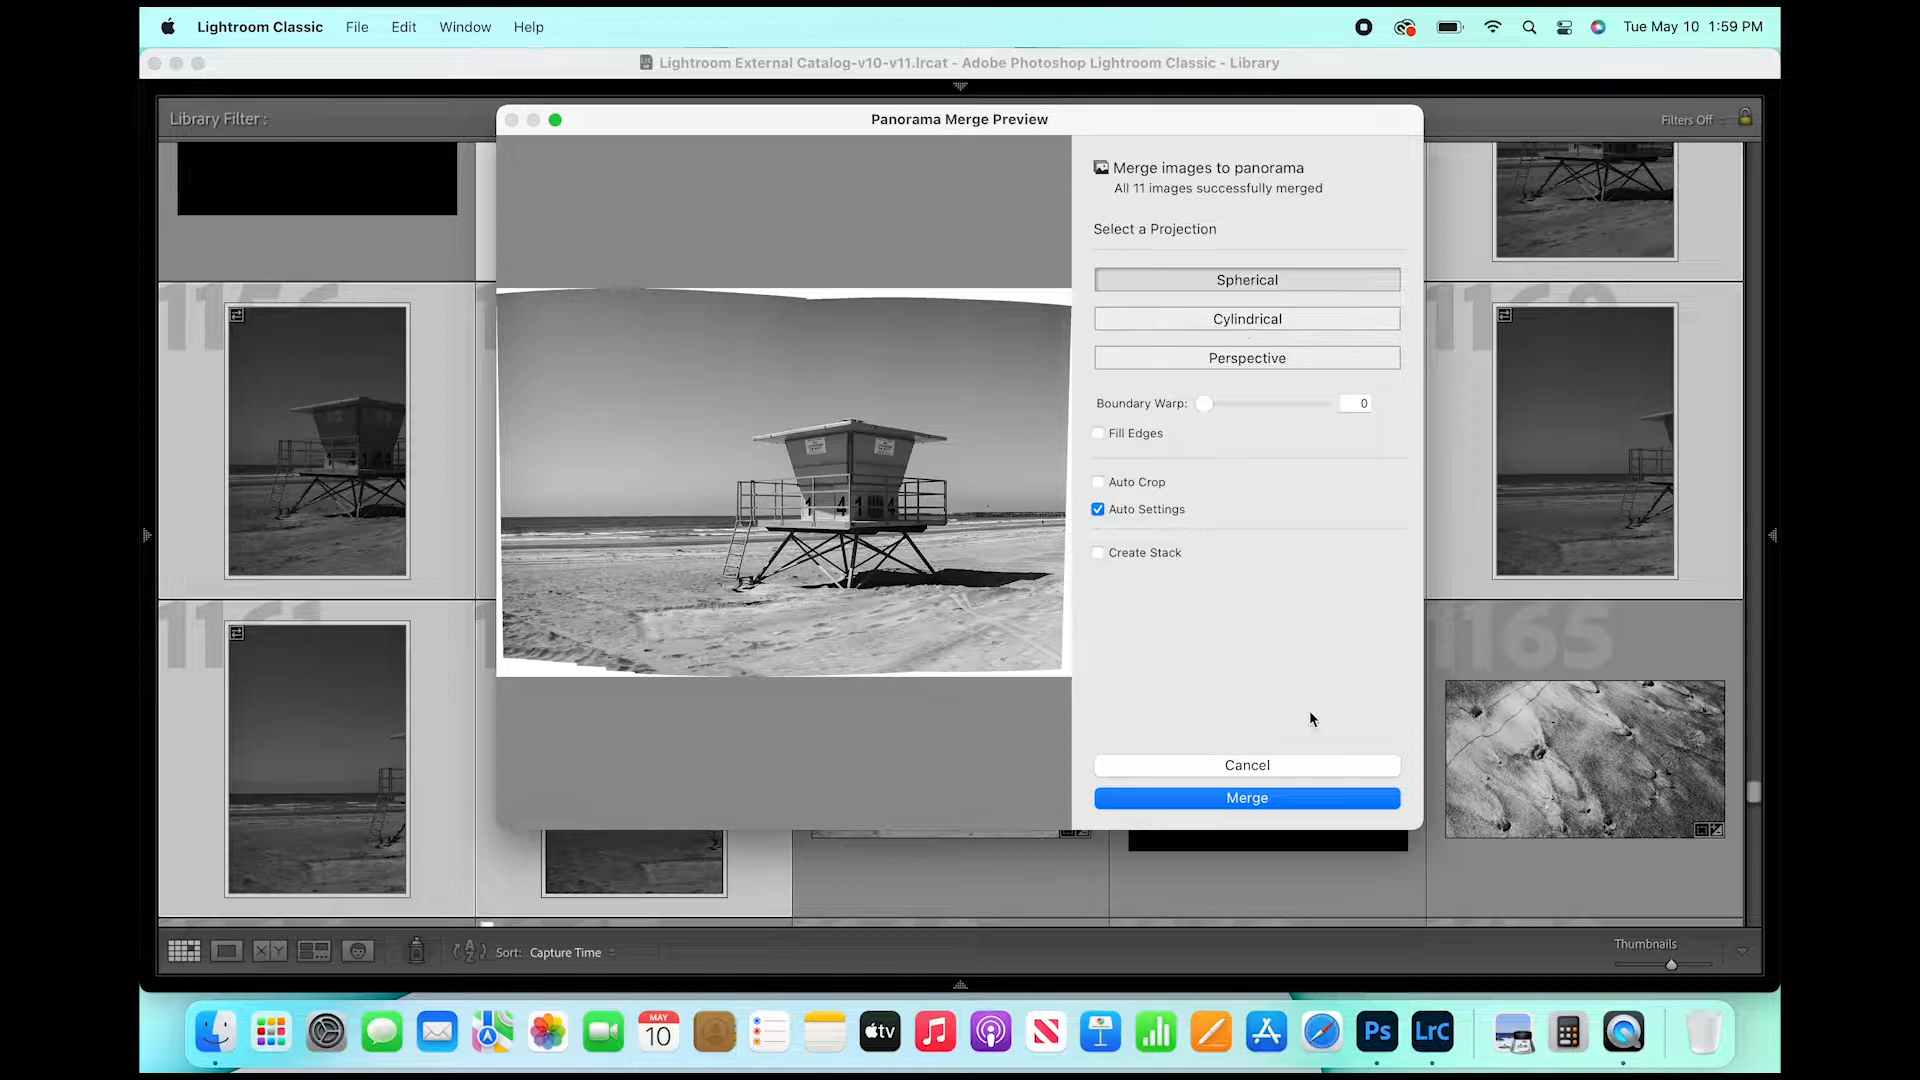 Lightroom Classic File Edit Window Help
Tue May 10 1:59 PM
Lightroom External Catalog-v10-v11.lrcat - Adobe Photoshop Lightroom Classic - Library
Library Filter :
Filters Off
Panorama Merge Preview
Merge images to panorama
All 11 images successfully merged
Select a Projection
Spherical
Cylindrical
Perspective
Boundary Warp: 0
Fill Edges
Auto Crop
Auto Settings
Create Stack
Cancel
Merge
1165
XY
Sort: Capture Time
Thumbnails
MAY
10
tv
Ps
LrC